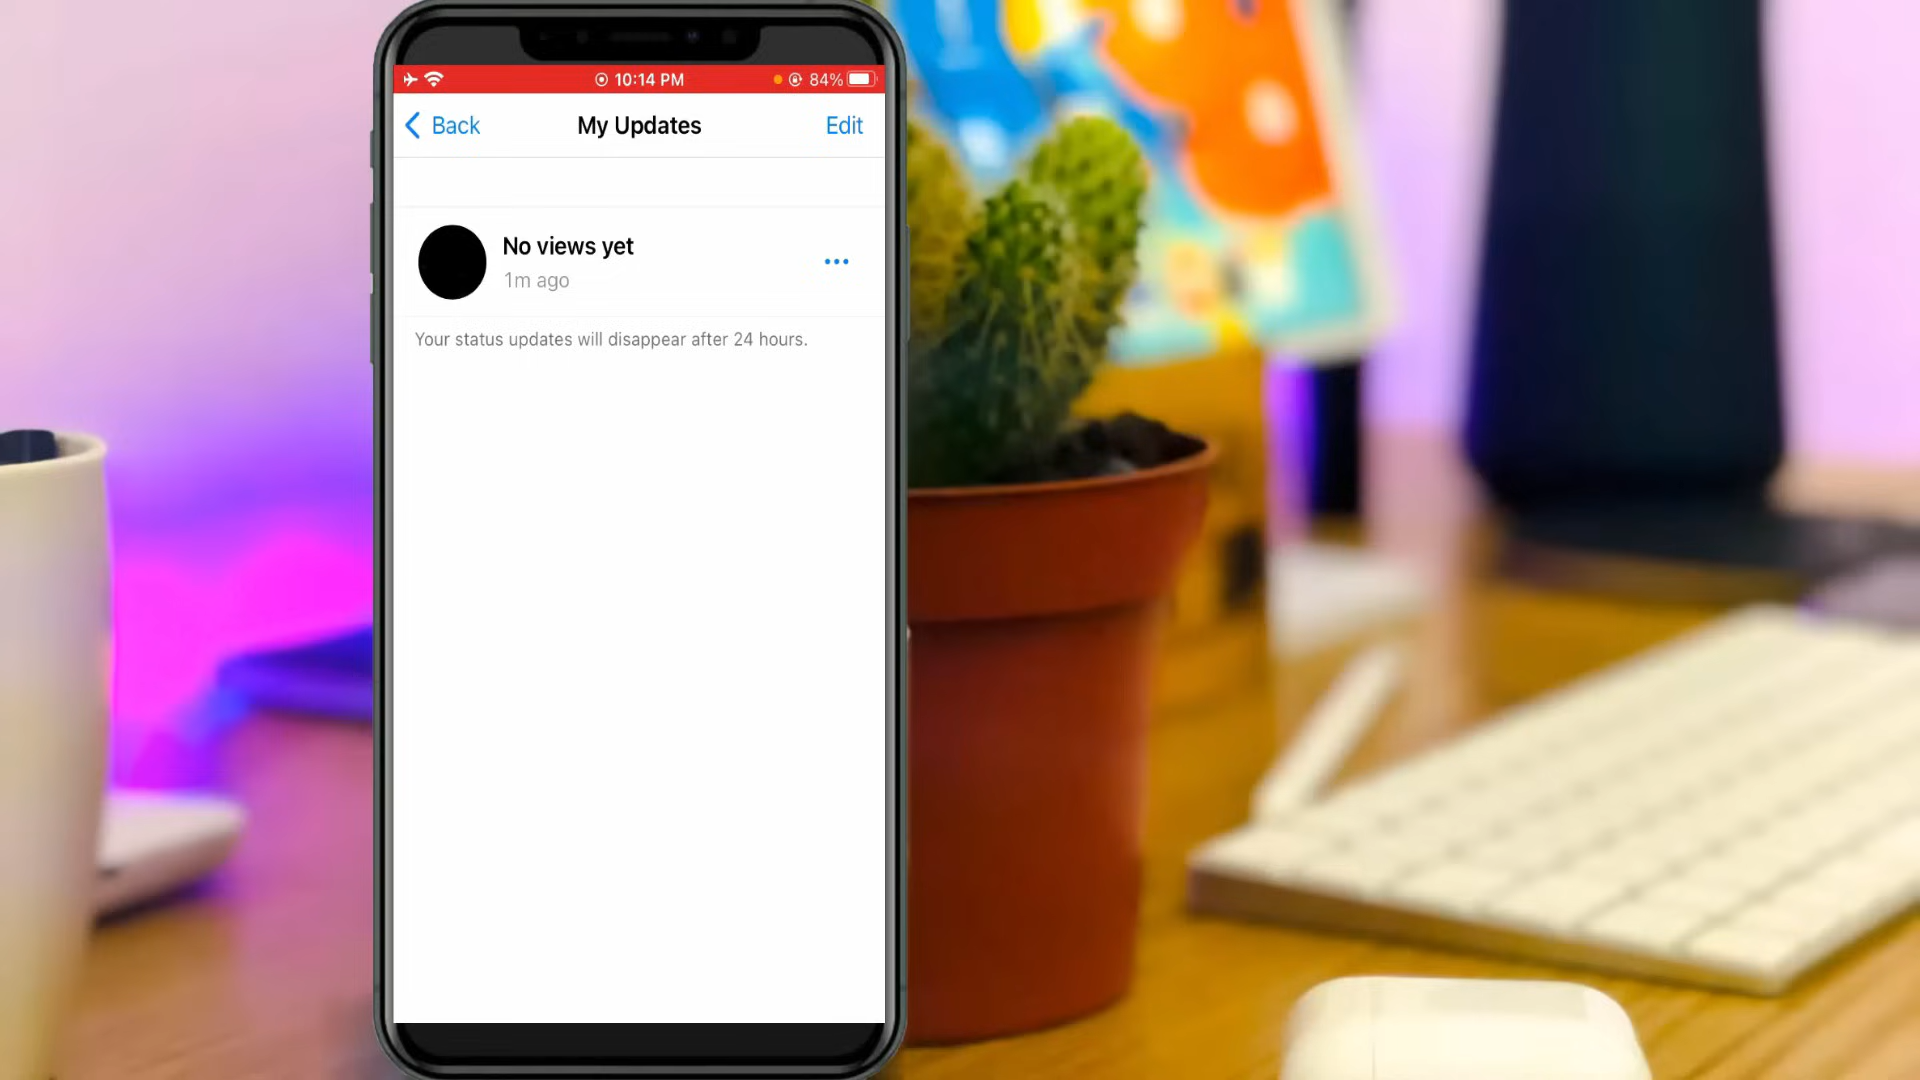 10:14 PM 84%
Back My Updates Edit
No views yet
1m ago
Your status updates will disappear after 24 hours.